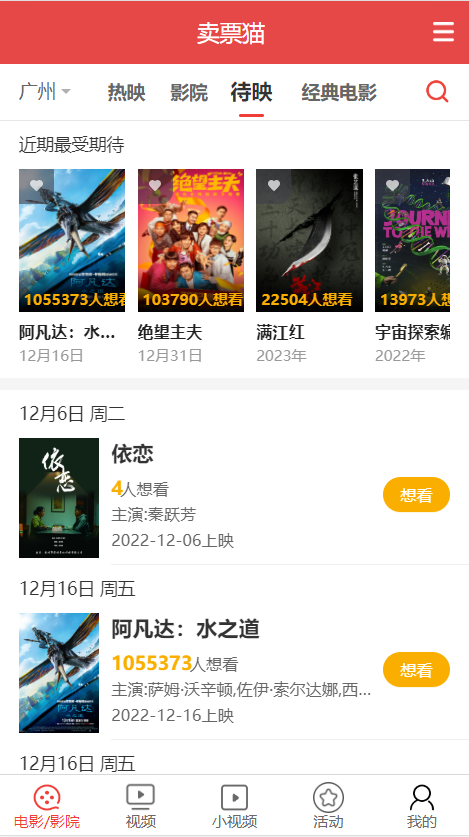 卖票猫
广州 热映 影院 待映 经典电影
近期最受期待
绝望主夫
1055373人想看 103790人想看 22504人想看 13973人想看
阿凡达：水... 绝望主夫 满江红 宇宙探索编
12月16日 12月31日 2023年 2022年
12月6日 周二
依恋
依恋
4人想看
想看
主演:秦跃芳
2022-12-06上映
12月16日 周五
阿凡达：水之道
1055373人想看
想看
主演:萨姆·沃辛顿,佐伊·索尔达娜,西...
2022-12-16上映
12月16日 周五
电影/影院 视频 小视频 活动 我的